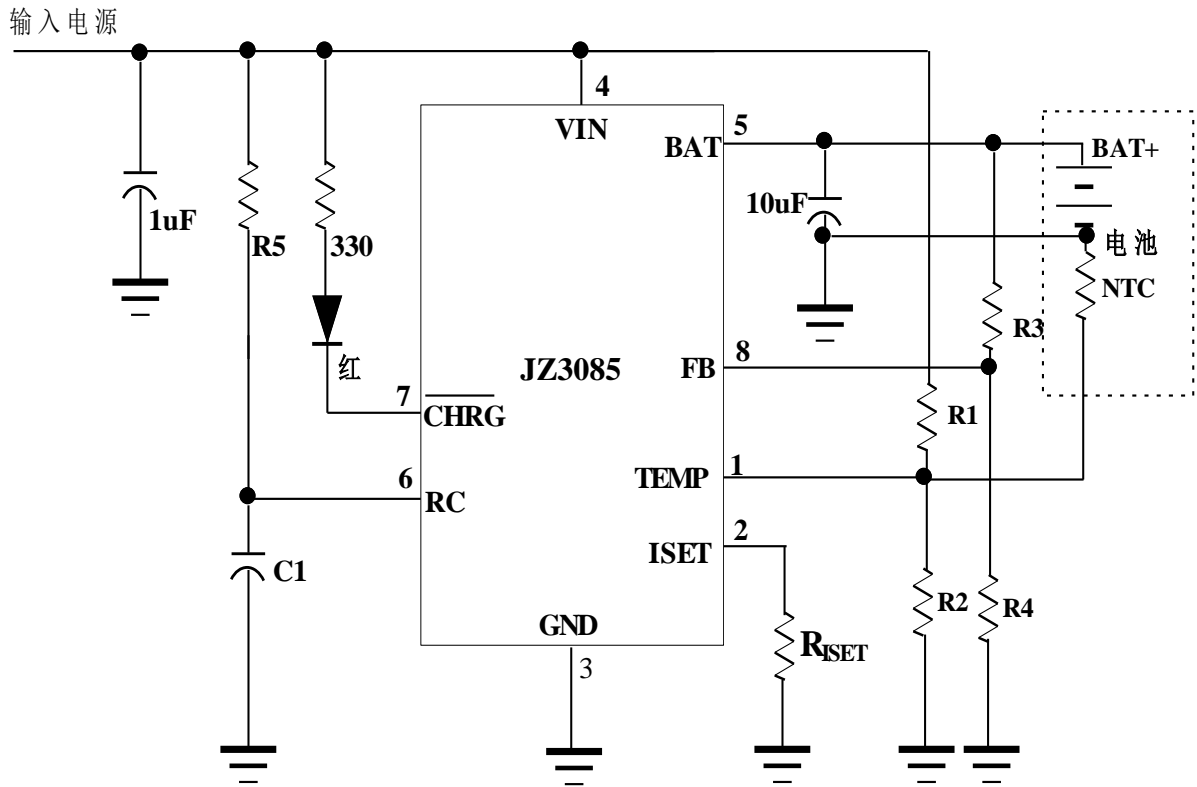 输入电源
4
VIN
5
BAT
BAT+
1uF
R5
330
10uF
电池
NTC
R3
红
JZ3085
8
FB
7
CHRG
R1
6
RC
1
TEMP
2
ISET
C1
R2
R4
GND
3
RISET